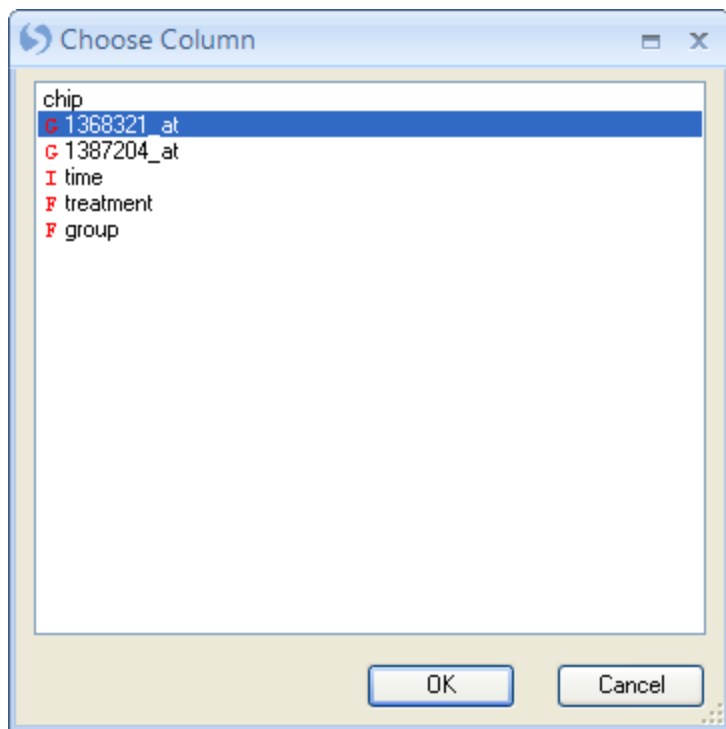 Choose Column
chip
G 1368321_at
G 1387204_at
I time
F treatment
F group
OK
Cancel